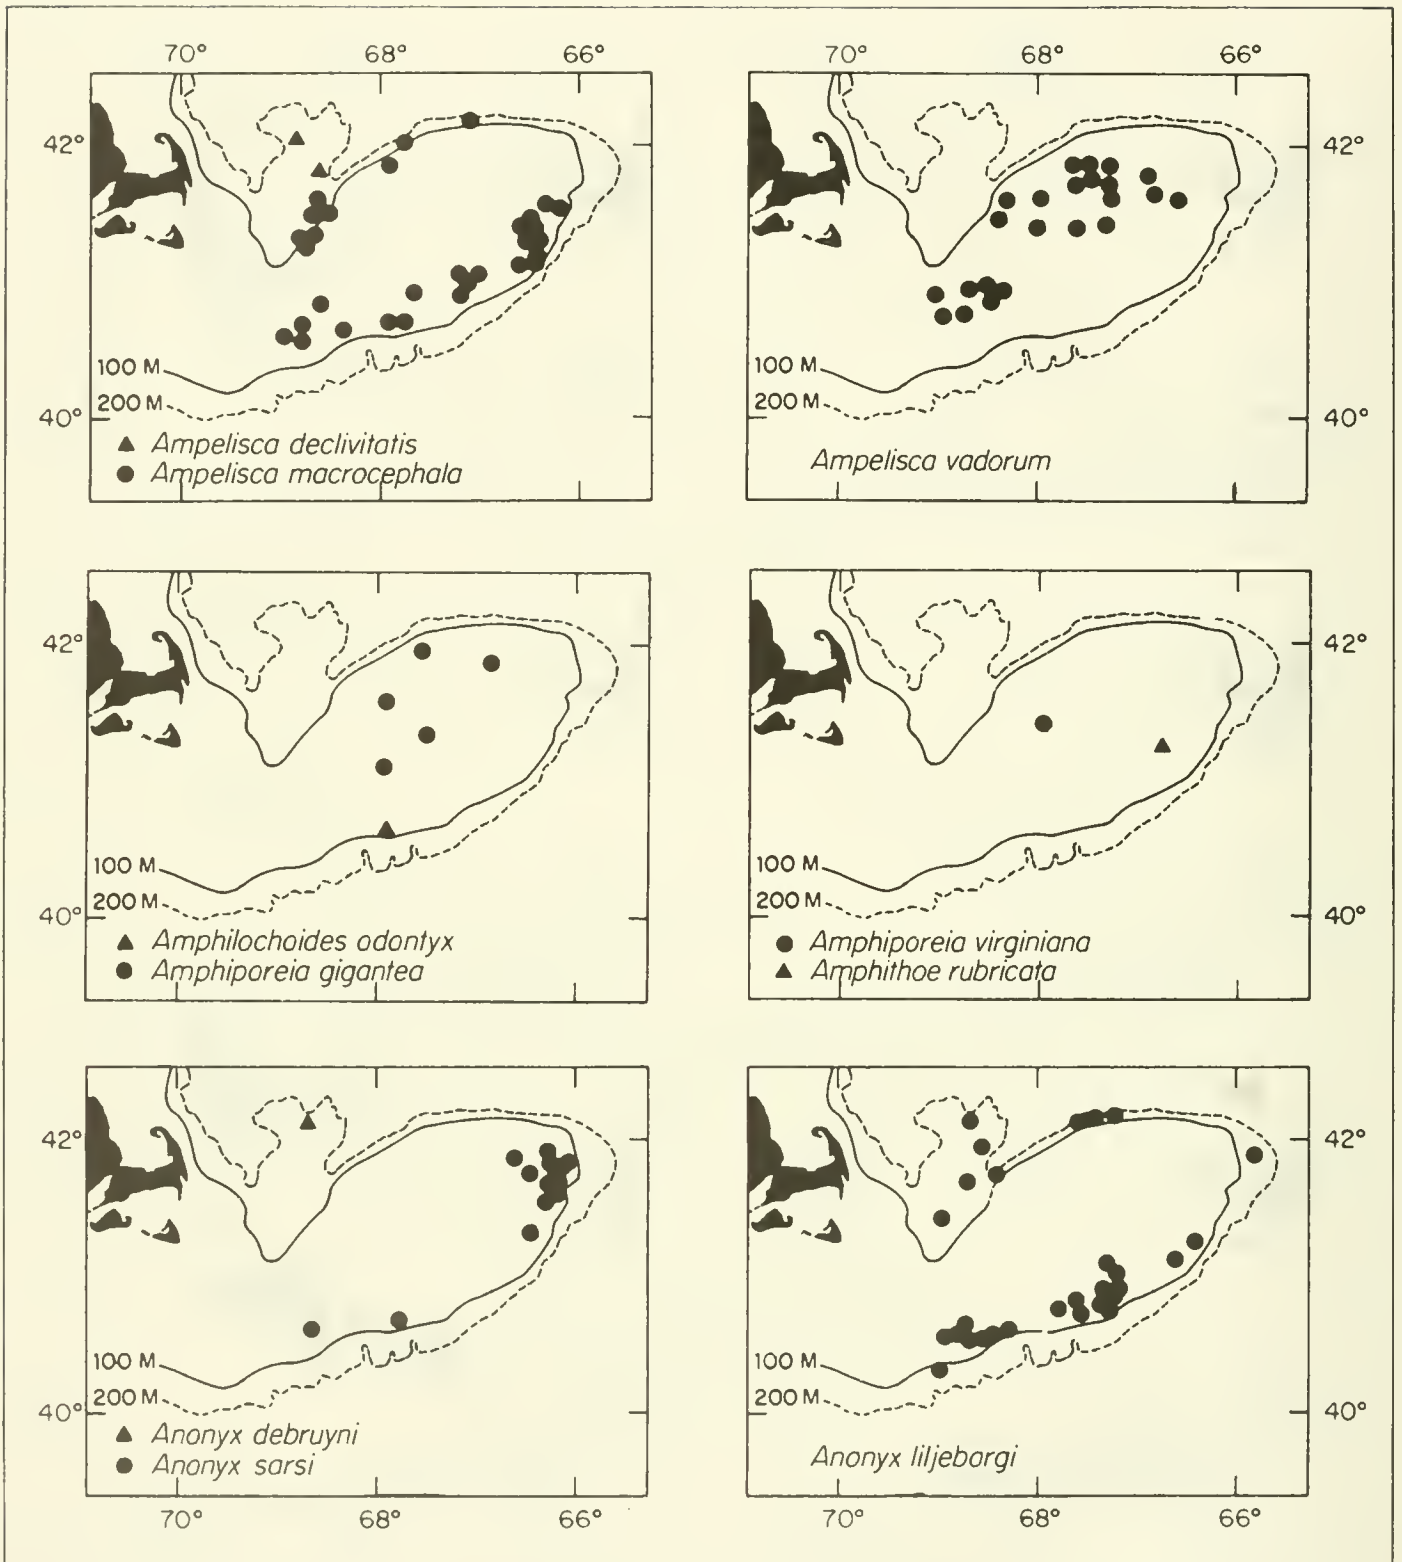 70° 68° 66° 70° 68° 66°
42° 42°
100 M 100 M
200 M 200 M
40° 40°
▲ Ampelisca declivitatis
● Ampelisca macrocephala
Ampelisca vadorum
42° 42°
100 M 100 M
200 M 200 M
40° 40°
▲ Amphilochoides odontyx
● Amphiporeia gigantea
● Amphiporeia virginiana
▲ Amphithoe rubricata
42° 42°
100 M 100 M
200 M 200 M
40° 40°
▲ Anonyx debruyni
● Anonyx sarsi
Anonyx liljeborgi
70° 68° 66° 70° 68° 66°